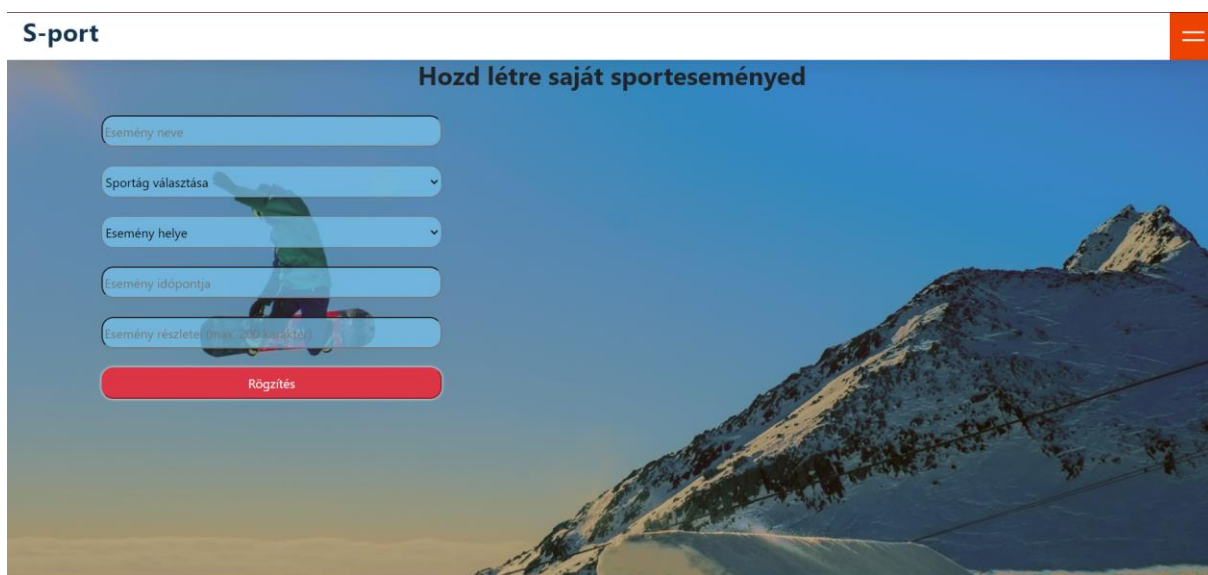 S-port
Hozd létre saját sporteseményed
Esemény neve
Sportág választása
Esemény helye
Esemény időpontja
Esemény részletei (max. 200 karakter)
Rögzítés